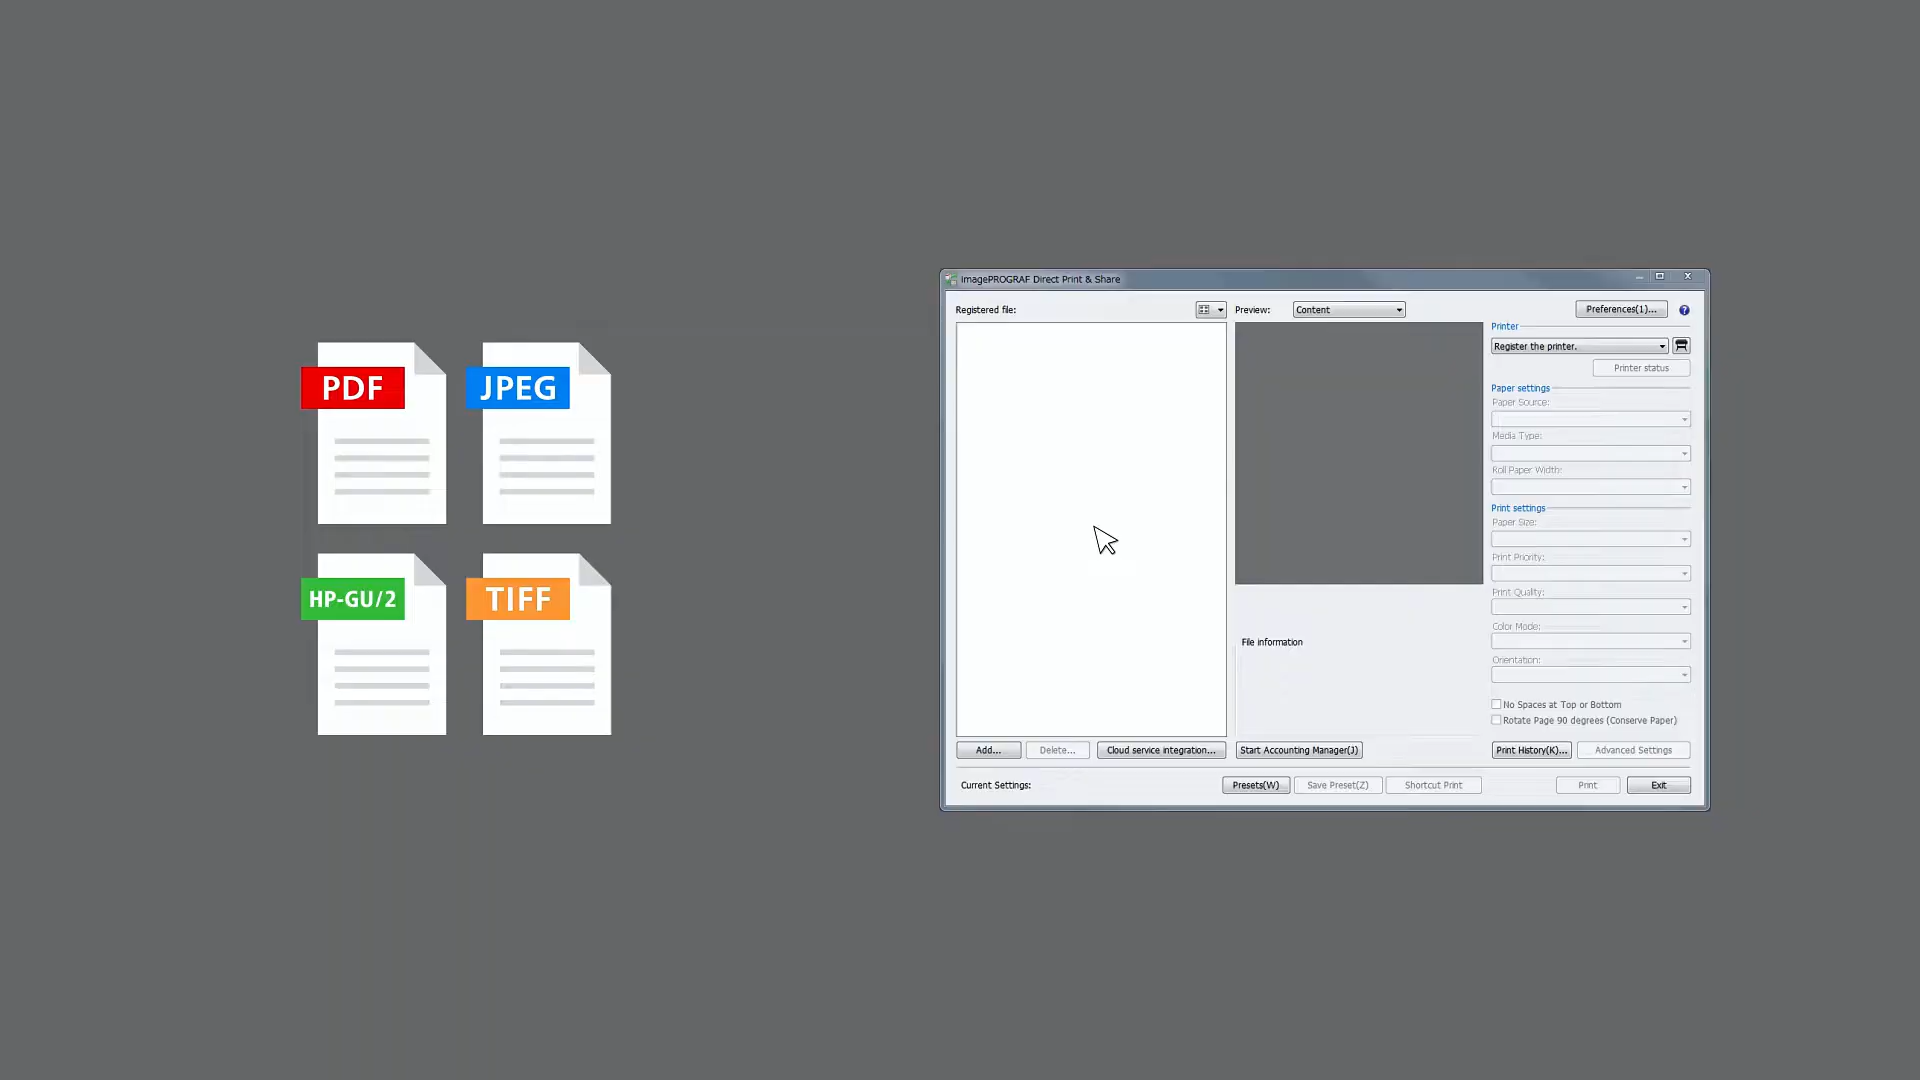 PDF
JPEG
HP-GU/2
TIFF
imagePROGRAF Direct Print & Share
Registered file:
Preview:
Content
Preferences(1)...
Printer
Register the printer.
Printer status
Paper settings
Paper Source:
Media Type:
Roll Paper Width:
Print settings
Paper Size:
Print Priority:
Print Quality:
Color Mode:
Orientation:
File information
No Spaces at Top or Bottom
Rotate Page 90 degrees (Conserve Paper)
Add...
Delete...
Cloud service integration...
Start Accounting Manager(J)
Print History(K)...
Advanced Settings
Current Settings:
Presets(W)
Save Preset(Z)
Shortcut Print
Print
Exit